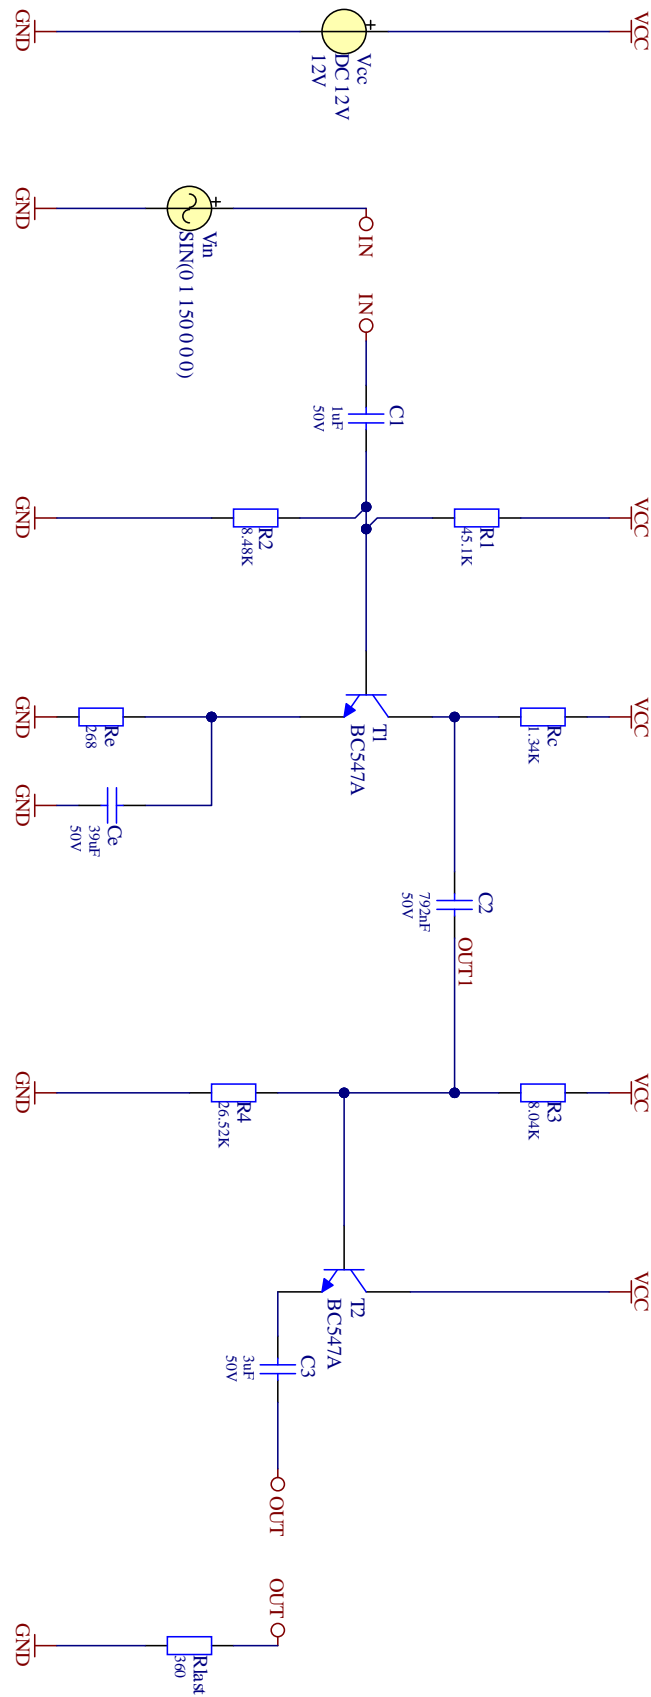 GND
+
Vcc
DC 12V
12V
VCC
GND
+
Vin
SIN(0 1 150 0 0 0)
IN
IN
C1
1uF
50V
GND
R2
8.48K
R1
45.1K
VCC
GND
Re
268
T1
BC547A
Rc
1.34K
VCC
GND
Ce
39uF
50V
C2
792nF
50V
OUT1
GND
R4
26.52K
R3
8.04K
VCC
T2
BC547A
VCC
C3
3uF
50V
OUT
OUT
GND
Rlast
360